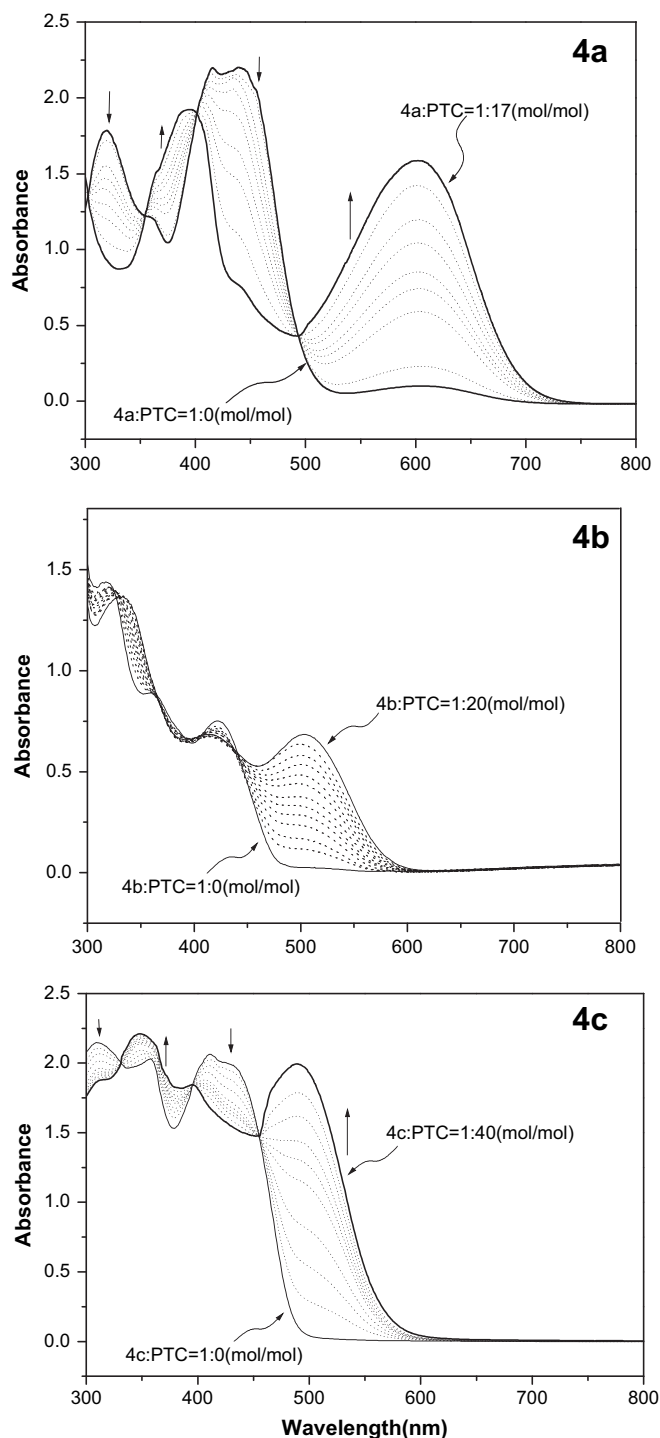 4a
2.5
2.0
1.5
1.0
0.5
0.0
Absorbance
4a:PTC=1:17(mol/mol)
4a:PTC=1:0(mol/mol)
300 400 500 600 700 800
4b
1.5
1.0
0.5
0.0
Absorbance
4b:PTC=1:20(mol/mol)
4b:PTC=1:0(mol/mol)
300 400 500 600 700 800
4c
2.5
2.0
1.5
1.0
0.5
0.0
Absorbance
4c:PTC=1:40(mol/mol)
4c:PTC=1:0(mol/mol)
300 400 500 600 700 800
Wavelength(nm)